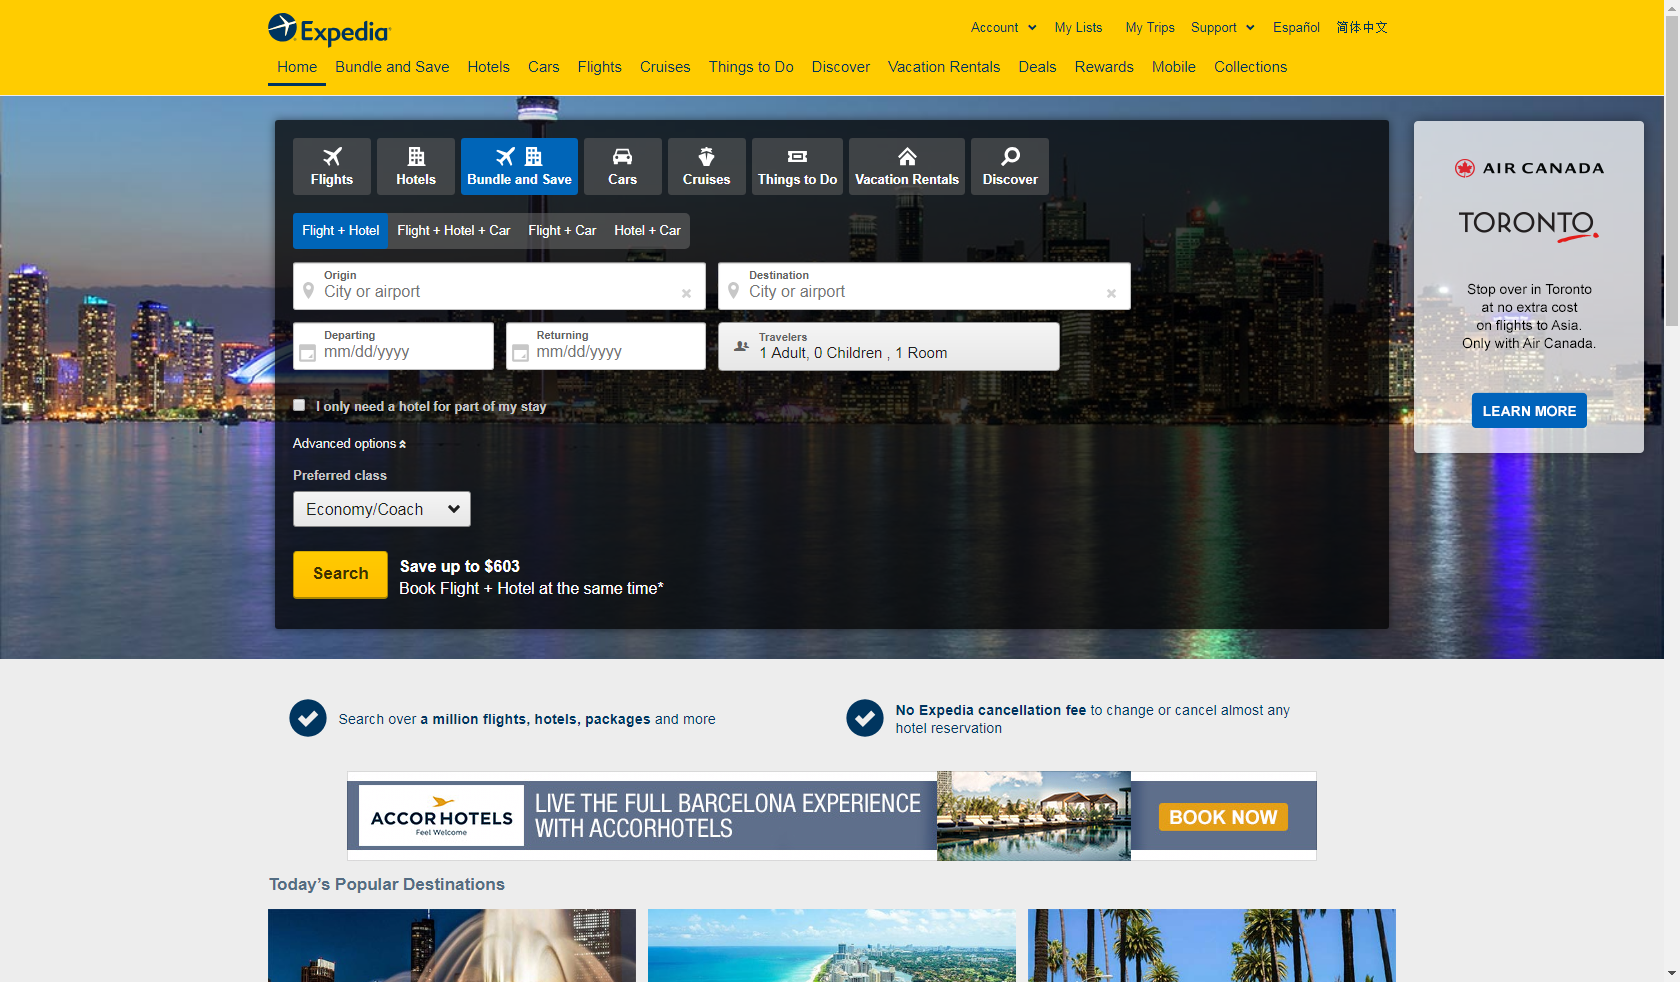 Expedia
Account
My Lists
My Trips
Support
Español
简体中文
Home
Bundle and Save
Hotels
Cars
Flights
Cruises
Things to Do
Discover
Vacation Rentals
Deals
Rewards
Mobile
Collections
Flights
Hotels
Bundle and Save
Cars
Cruises
Things to Do
Vacation Rentals
Discover
Flight + Hotel
Flight + Hotel + Car
Flight + Car
Hotel + Car
Origin
City or airport
Destination
City or airport
Departing
mm/dd/yyyy
Returning
mm/dd/yyyy
Travelers
1 Adult, 0 Children , 1 Room
I only need a hotel for part of my stay
Advanced options
Preferred class
Economy/Coach
Search
Save up to $603
Book Flight + Hotel at the same time*
AIR CANADA
TORONTO
Stop over in Toronto
at no extra cost
on flights to Asia.
Only with Air Canada.
LEARN MORE
Search over a million flights, hotels, packages and more
No Expedia cancellation fee to change or cancel almost any
hotel reservation
ACCORHOTELS
Feel Welcome
LIVE THE FULL BARCELONA EXPERIENCE
WITH ACCORHOTELS
BOOK NOW
Today’s Popular Destinations